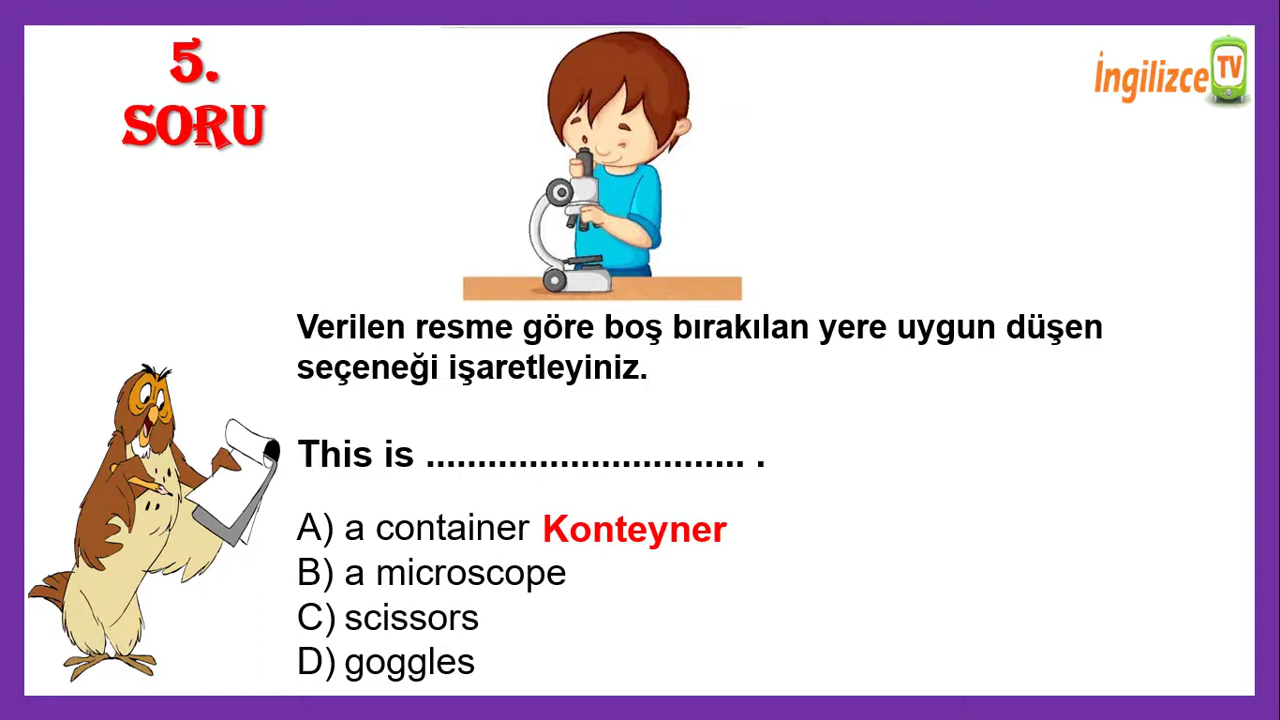 5.
SORU
İngilizce TV
Verilen resme göre boş bırakılan yere uygun düşen
seçeneği işaretleyiniz.
This is ............................... .
A) a container Konteyner
B) a microscope
C) scissors
D) goggles